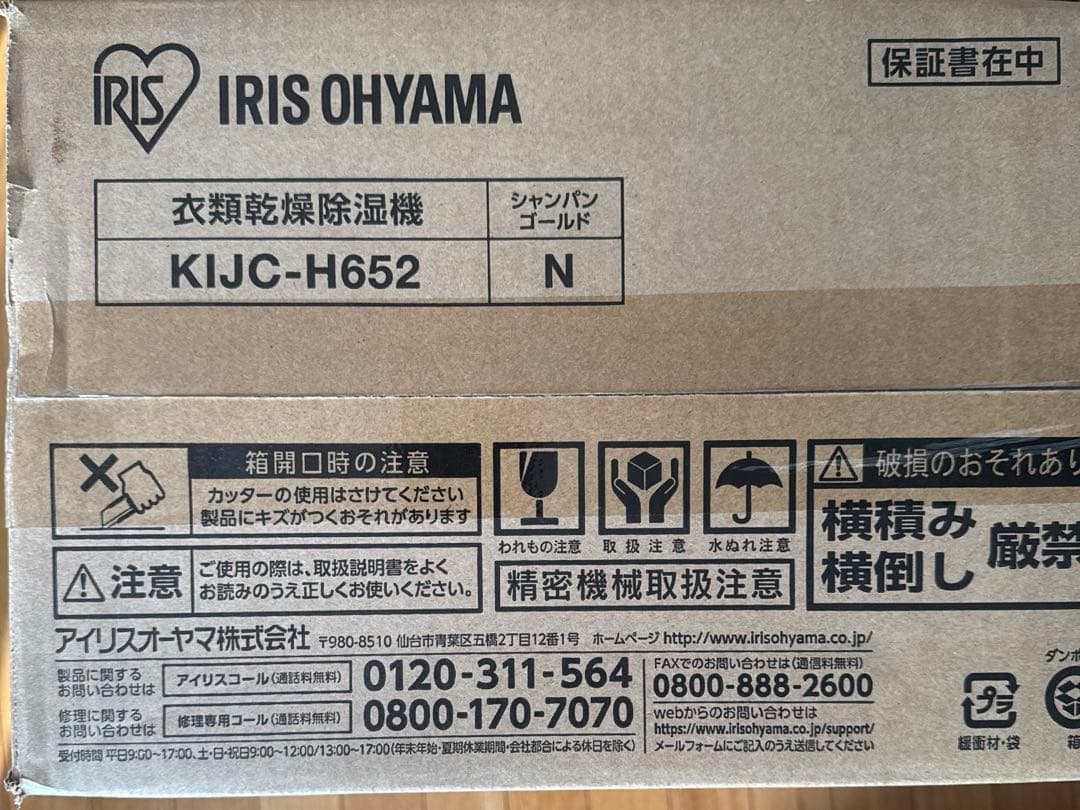 IRIS
IRIS OHYAMA
保証書在中
衣類乾燥除湿機
シャンパン
ゴールド
KIJC-H652
N
箱開口時の注意
カッターの使用はさけてください
製品にキズがつくおそれがあります
注意
ご使用の際は、取扱説明書をよく
お読みのうえ正しくお使いください。
われもの注意
取扱注意
水ぬれ注意
精密機械取扱注意
破損のおそれあり
横積み
横倒し
厳禁
アイリスオーヤマ株式会社 〒980-8510 仙台市青葉区五橋2丁目12番1号 ホームページ http://www.irisohyama.co.jp/
製品に関する
お問い合わせは
アイリスコール(通話料無料)
0120-311-564
修理に関する
お問い合わせは
修理専用コール(通話料無料)
0800-170-7070
受付時間 平日9:00~17:00、土・日・祝日9:00~12:00/13:00~17:00(年末年始・夏期休業期間・会社都合による休日を除く)
FAXでのお問い合わせは(通信料無料)
0800-888-2600
webからのお問い合わせは
https://www.irisohyama.co.jp/support/
メールフォームにご記入のうえ送信してください
プラ
緩衝材・袋
ダンボ
箱